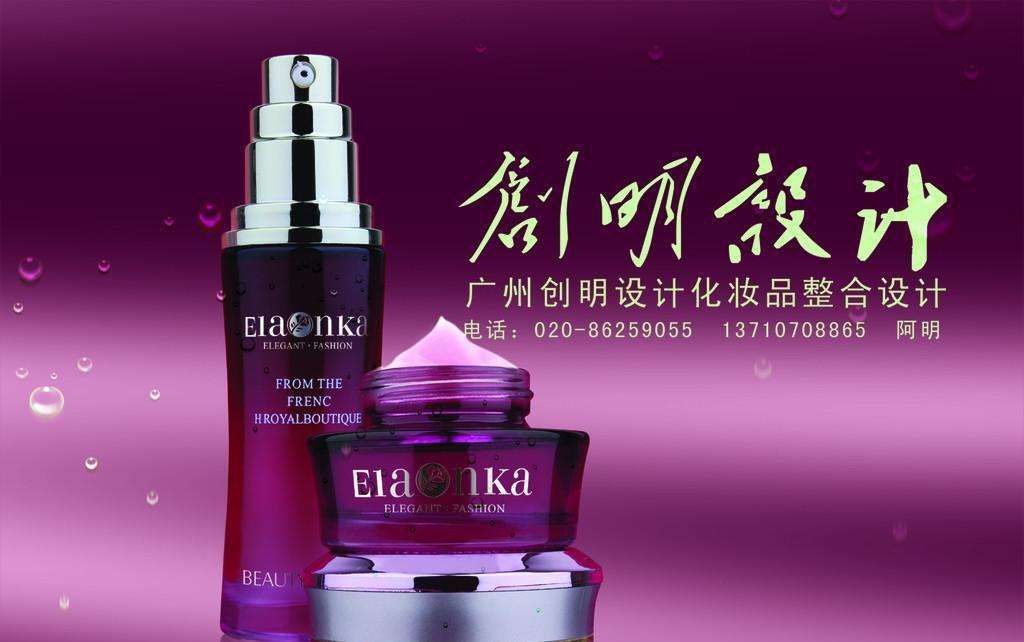 創明設计
广州创明设计化妆品整合设计
电话：020-86259055 13710708865 阿明
ElaOnka
ELEGANT·FASHION
FROM THE
FRENC
HROYALBOUTIQUE
BEAUTY
ElaOnka
ELEGANT·FASHION